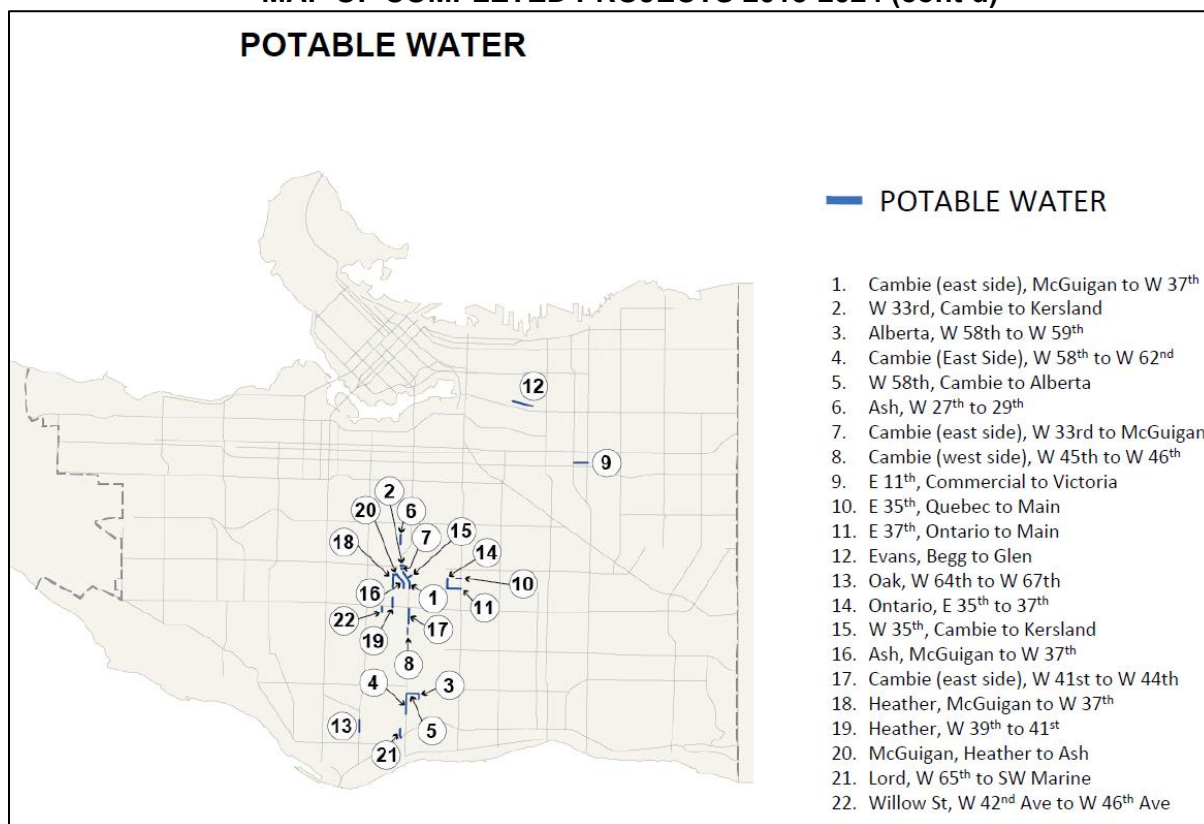 MAP OF COMPLETED PROJECTS 2018-2021 (cont'd)
POTABLE WATER
POTABLE WATER
1. Cambie (east side), McGuigan to W 37th
2. W 33rd, Cambie to Kersland
3. Alberta, W 58th to W 59th
4. Cambie (East Side), W 58th to W 62nd
5. W 58th, Cambie to Alberta
6. Ash, W 27th to 29th
7. Cambie (east side), W 33rd to McGuigan
8. Cambie (west side), W 45th to W 46th
9. E 11th, Commercial to Victoria
10. E 35th, Quebec to Main
11. E 37th, Ontario to Main
12. Evans, Begg to Glen
13. Oak, W 64th to W 67th
14. Ontario, E 35th to 37th
15. W 35th, Cambie to Kersland
16. Ash, McGuigan to W 37th
17. Cambie (east side), W 41st to W 44th
18. Heather, McGuigan to W 37th
19. Heather, W 39th to 41st
20. McGuigan, Heather to Ash
21. Lord, W 65th to SW Marine
22. Willow St, W 42nd Ave to W 46th Ave
12
9
2
20
6
7
15
18
14
10
16
1
11
22
19
17
8
4
3
13
5
21